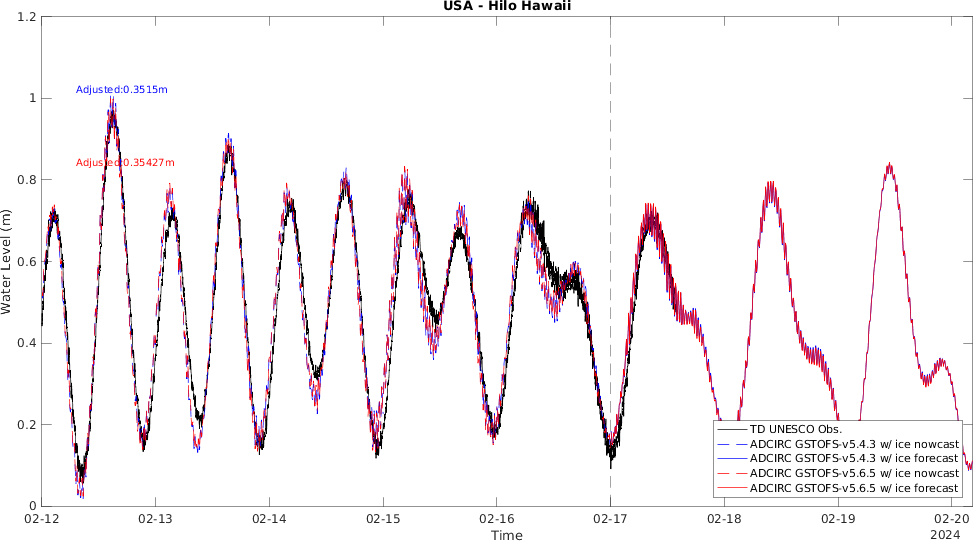 USA - Hilo Hawaii
1.2
1
0.8
0.6
0.4
0.2
0
Water Level (m)
Adjusted:0.3515m
Adjusted:0.35427m
TD UNESCO Obs.
ADCIRC GSTOFS-v5.4.3 w/ ice nowcast
ADCIRC GSTOFS-v5.4.3 w/ ice forecast
ADCIRC GSTOFS-v5.6.5 w/ ice nowcast
ADCIRC GSTOFS-v5.6.5 w/ ice forecast
02-12 02-13 02-14 02-15 02-16 02-17 02-18 02-19 02-20
Time
2024